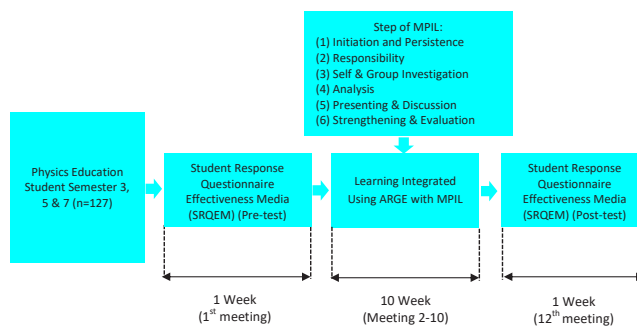 Step of MPIL:
(1) Initiation and Persistence
(2) Responsibility
(3) Self & Group Investigation
(4) Analysis
(5) Presenting & Discussion
(6) Strengthening & Evaluation
Physics Education
Student Semester 3,
5 & 7 (n=127)
Student Response
Questionnaire
Effectiveness Media
(SRQEM) (Pre-test)
Learning Integrated
Using ARGE with MPIL
Student Response
Questionnaire
Effectiveness Media
(SRQEM) (Post-test)
1 Week
(1st meeting)
10 Week
(Meeting 2-10)
1 Week
(12th meeting)